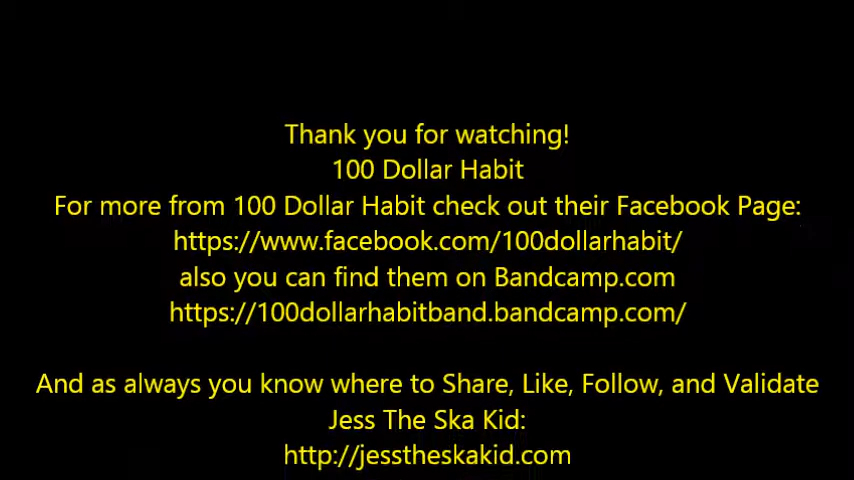 Thank you for watching!
100 Dollar Habit
For more from 100 Dollar Habit check out their Facebook Page:
https://www.facebook.com/100dollarhabit/
also you can find them on Bandcamp.com
https://100dollarhabitband.bandcamp.com/
And as always you know where to Share, Like, Follow, and Validate
Jess The Ska Kid:
http://jesstheskakid.com